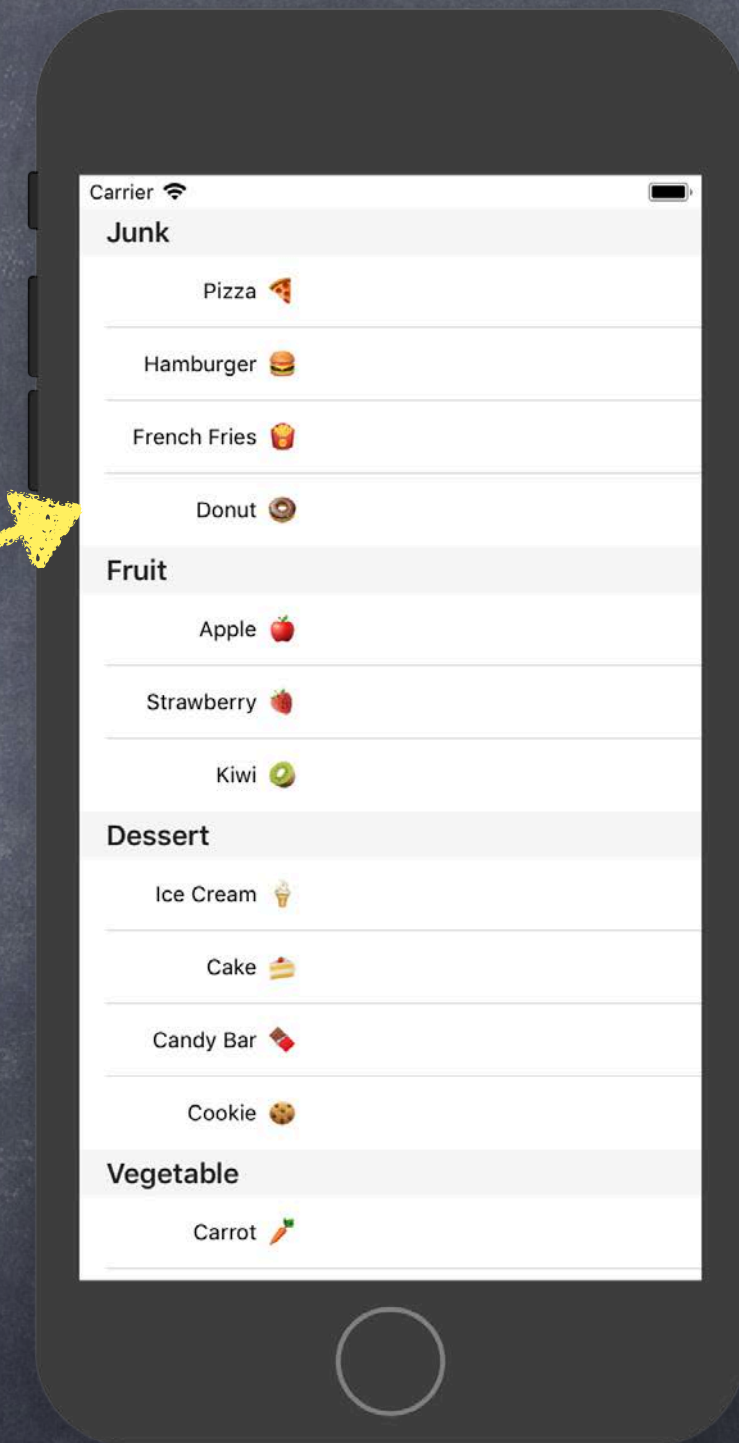 Carrier
Junk
Pizza 🍕
Hamburger 🍔
French Fries 🍟
Donut 🍩
Fruit
Apple 🍎
Strawberry 🍓
Kiwi 🥝
Dessert
Ice Cream 🍦
Cake 🍰
Candy Bar 🍫
Cookie 🍪
Vegetable
Carrot 🥕